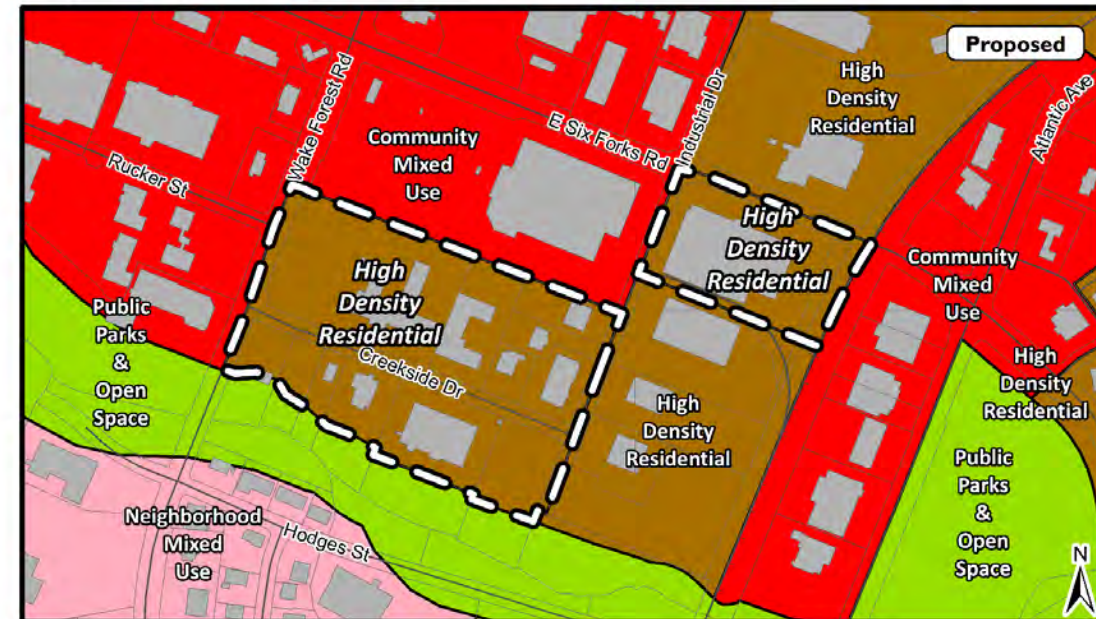 Proposed
High
Density
Residential
Wake Forest Rd
Industrial Dr
Atlantic Ave
Community
Mixed
Use
E Six Forks Rd
Rucker St
High
Density
Residential
Community
Mixed
Use
High
Density
Residential
Public
Parks
&
Open
Space
Creekside Dr
High
Density
Residential
High
Density
Residential
Public
Parks
&
Open
Space
Neighborhood
Mixed
Use
Hodges St
N